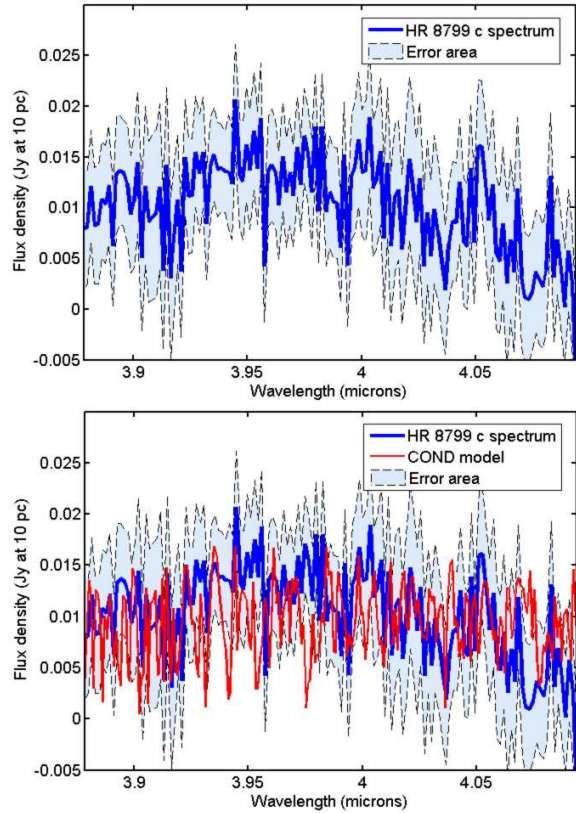 HR 8799 c spectrum
Error area
Flux density (Jy at 10 pc)
0.025
0.02
0.015
0.01
0.005
0
-0.005
3.9
3.95
4
4.05
Wavelength (microns)
HR 8799 c spectrum
COND model
Error area
Flux density (Jy at 10 pc)
0.025
0.02
0.015
0.01
0.005
0
-0.005
3.9
3.95
4
4.05
Wavelength (microns)